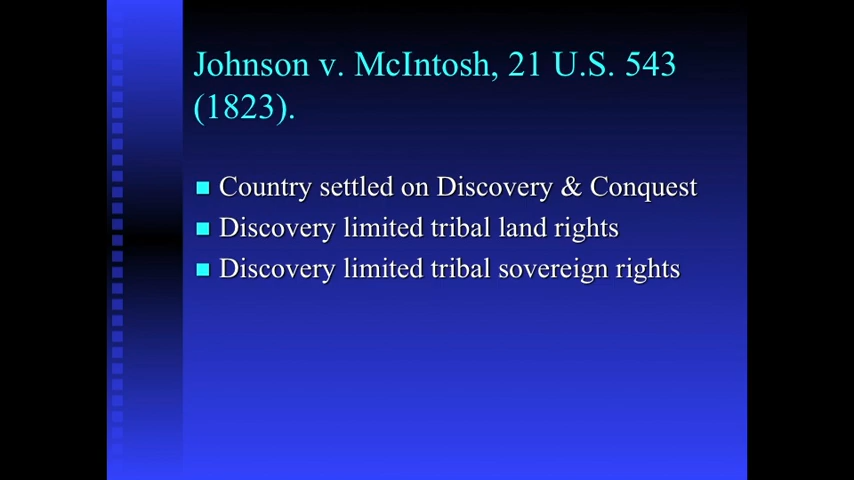 Johnson v. McIntosh, 21 U.S. 543
(1823).
Country settled on Discovery & Conquest
Discovery limited tribal land rights
Discovery limited tribal sovereign rights